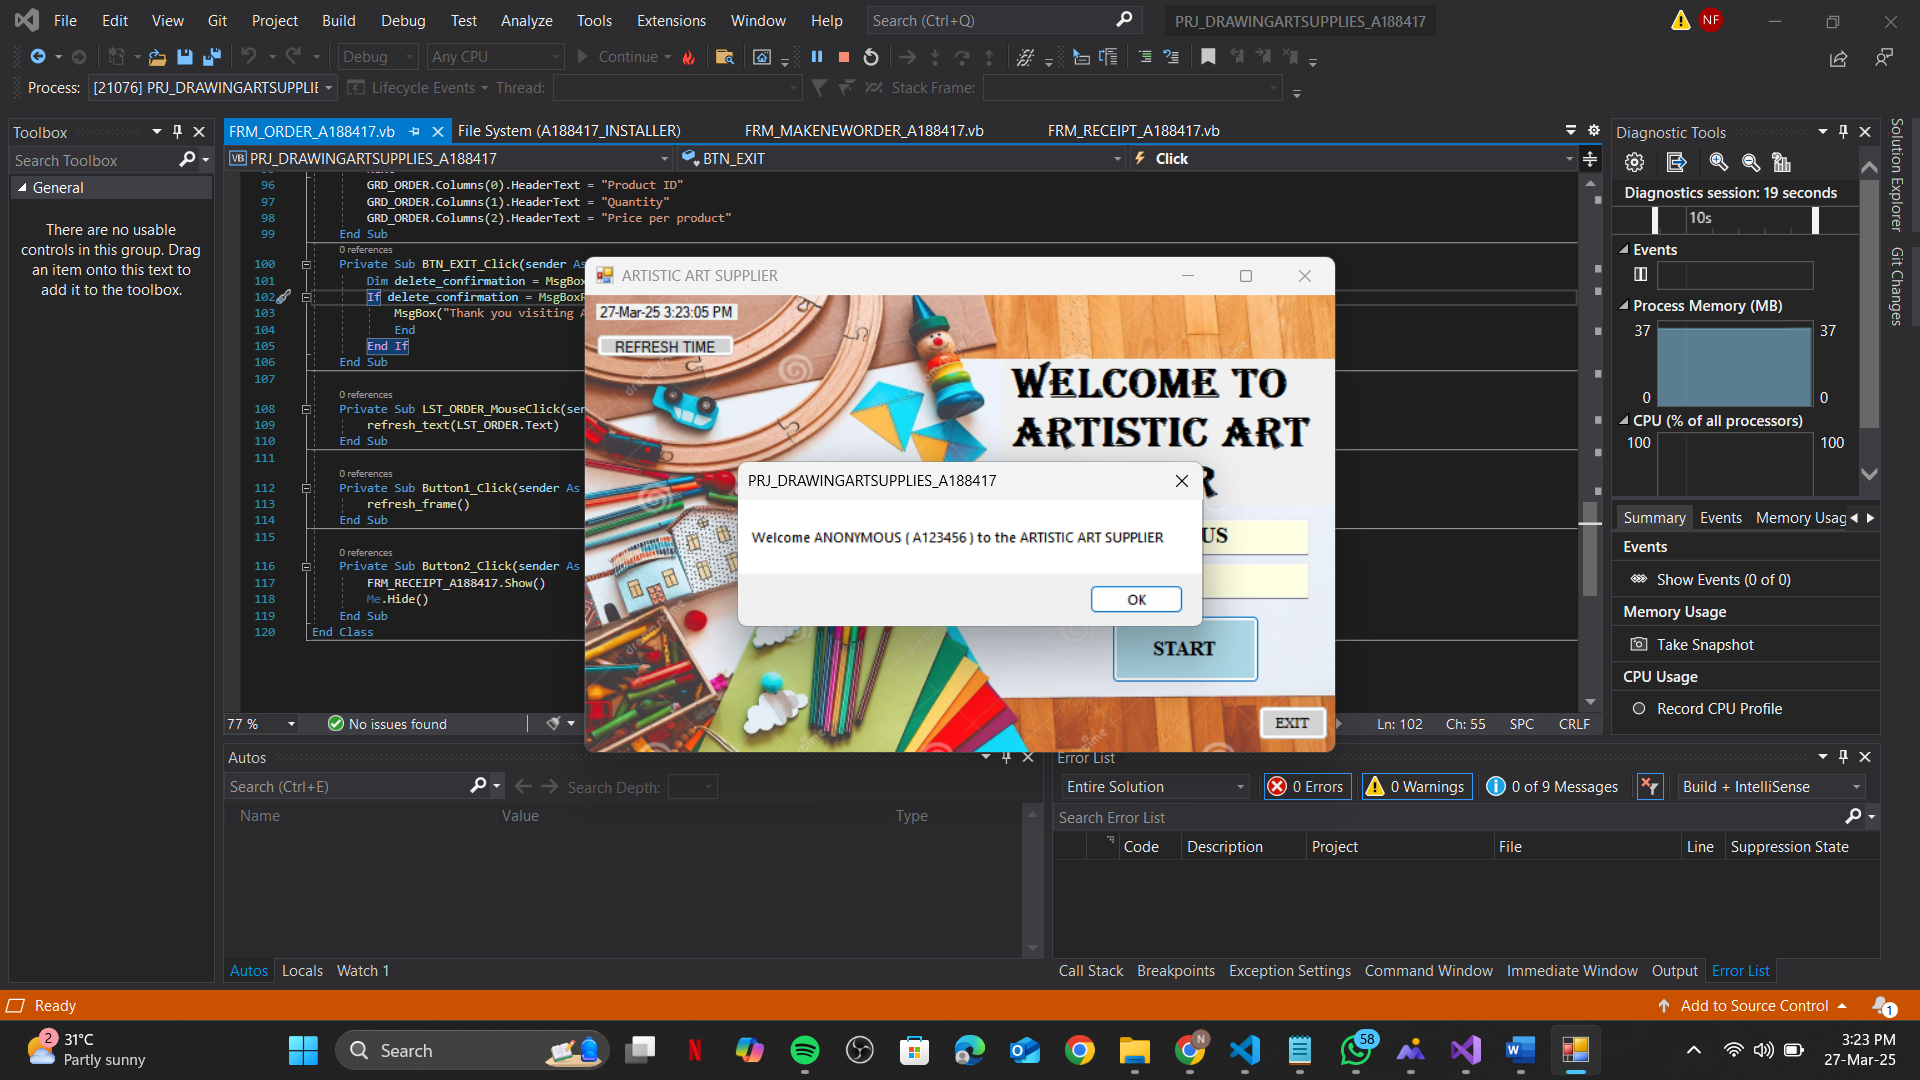 File Edit View Git Project Build Debug Test Analyze Tools Extensions Window Help Search (Ctrl+Q) PRJ_DRAWINGARTSUPPLIES_A188417 NF
Debug Any CPU Continue
Process: [21076] PRJ_DRAWINGARTSUPPLIE Lifecycle Events Thread: Stack Frame:
Toolbox
Search Toolbox
General
There are no usable
controls in this group. Drag
an item onto this text to
add it to the toolbox.
FRM_ORDER_A188417.vb File System (A188417_INSTALLER) FRM_MAKENEWORDER_A188417.vb FRM_RECEIPT_A188417.vb
VB PRJ_DRAWINGARTSUPPLIES_A188417 BTN_EXIT Click
96 GRD_ORDER.Columns(0).HeaderText = "Product ID"
97 GRD_ORDER.Columns(1).HeaderText = "Quantity"
98 GRD_ORDER.Columns(2).HeaderText = "Price per product"
99 End Sub
0 references
100 Private Sub BTN_EXIT_Click(sender As
101 Dim delete_confirmation = MsgBox
102 If delete_confirmation = MsgBoxR
103 MsgBox("Thank you visiting A
104 End
105 End If
106 End Sub
107
0 references
108 Private Sub LST_ORDER_MouseClick(sen
109 refresh_text(LST_ORDER.Text)
110 End Sub
111
0 references
112 Private Sub Button1_Click(sender As
113 refresh_frame()
114 End Sub
115
0 references
116 Private Sub Button2_Click(sender As
117 FRM_RECEIPT_A188417.Show()
118 Me.Hide()
119 End Sub
120 End Class
77 % No issues found Ln: 102 Ch: 55 SPC CRLF
ARTISTIC ART SUPPLIER
27-Mar-25 3:23:05 PM
REFRESH TIME
WELCOME TO
ARTISTIC ART
R
US
START
EXIT
PRJ_DRAWINGARTSUPPLIES_A188417
Welcome ANONYMOUS ( A123456 ) to the ARTISTIC ART SUPPLIER
OK
Diagnostic Tools
Diagnostics session: 19 seconds
10s
Events
Process Memory (MB)
37 37
0 0
CPU (% of all processors)
100 100
Summary Events Memory Usag
Events
Show Events (0 of 0)
Memory Usage
Take Snapshot
CPU Usage
Record CPU Profile
Solution Explorer
Git Changes
Autos
Search (Ctrl+E) Search Depth:
Name Value Type
Autos Locals Watch 1
Error List
Entire Solution 0 Errors 0 Warnings 0 of 9 Messages Build + IntelliSense
Search Error List
Code Description Project File Line Suppression State
Call Stack Breakpoints Exception Settings Command Window Immediate Window Output Error List
Ready Add to Source Control 1
2 31°C
Partly sunny
Search
N
58
3:23 PM
27-Mar-25